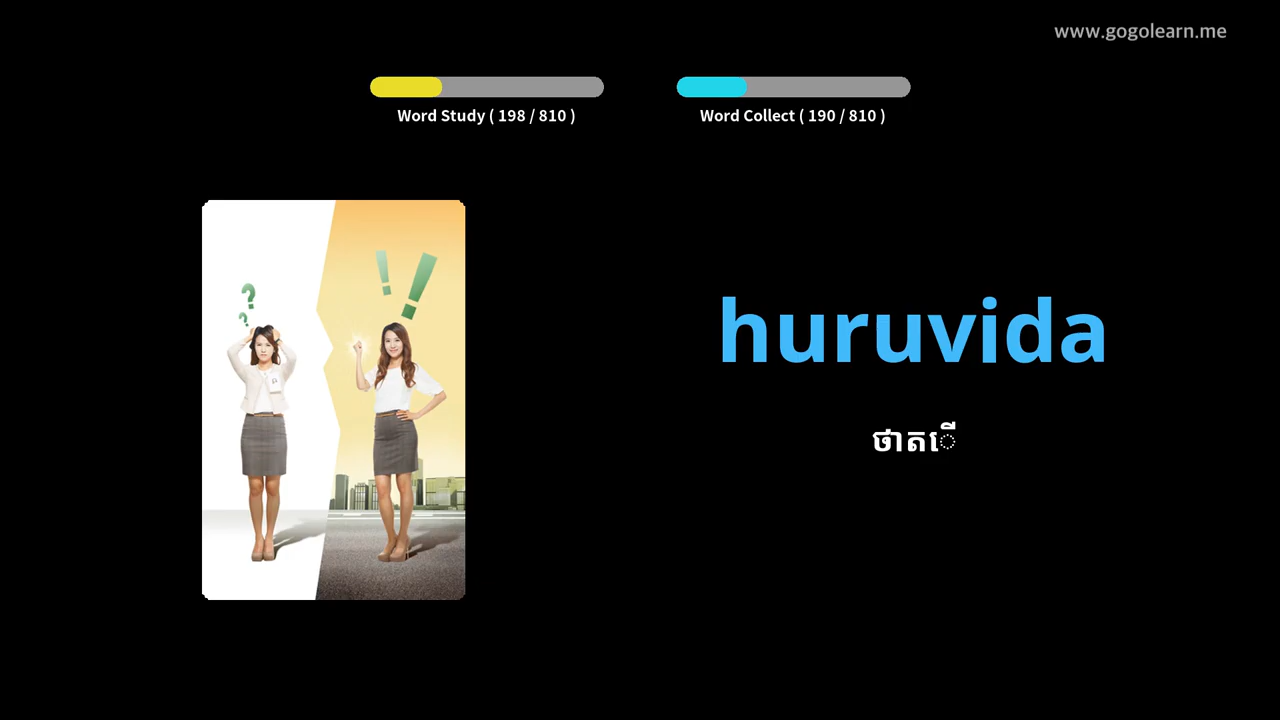 www.gogolearn.me
Word Study ( 198 / 810 )
Word Collect ( 190 / 810 )
? ?
! !
huruvida
ថាតើ